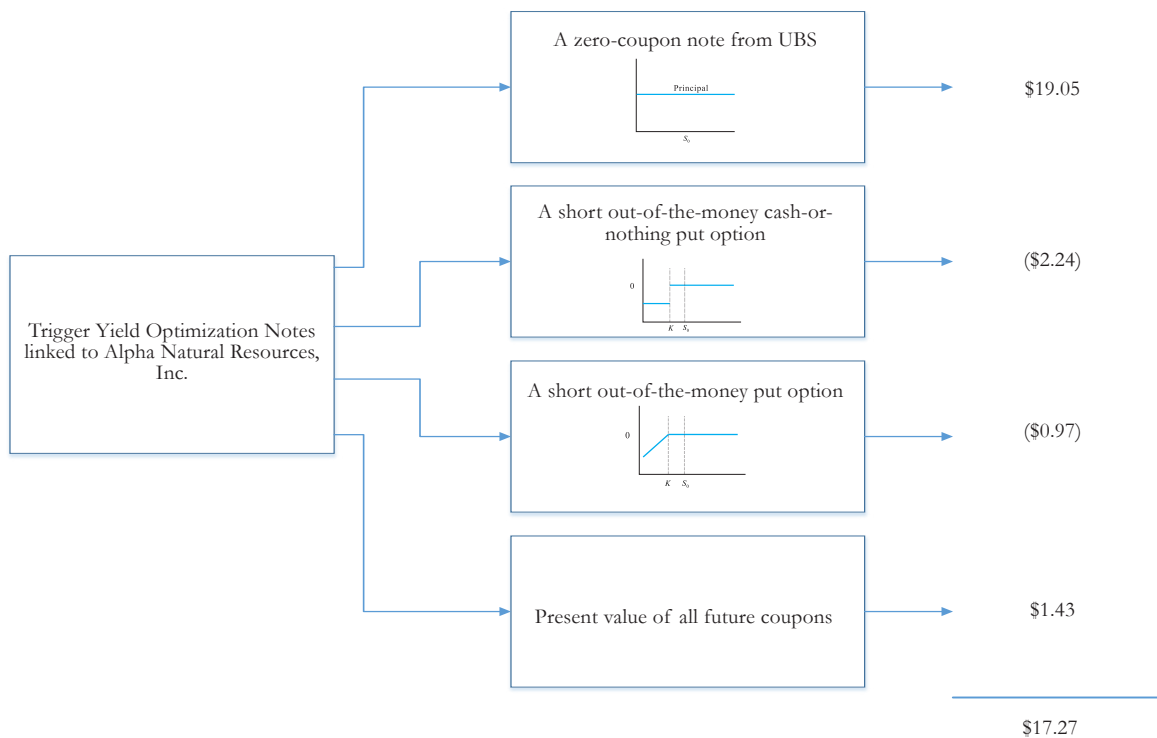 A zero-coupon note from UBS
Principal
S₀
$19.05
A short out-of-the-money cash-or-
nothing put option
0
K
S₀
($2.24)
Trigger Yield Optimization Notes
linked to Alpha Natural Resources,
Inc.
A short out-of-the-money put option
0
K
S₀
($0.97)
Present value of all future coupons
$1.43
$17.27